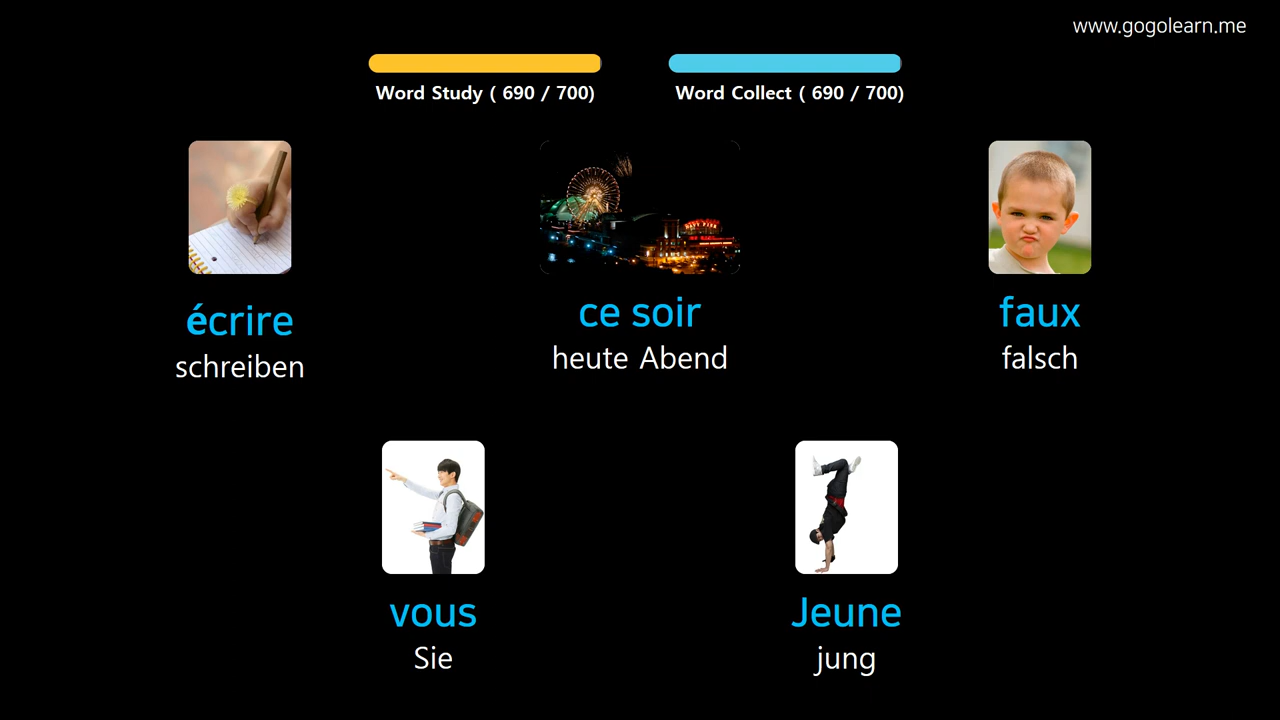 www.gogolearn.me
Word Study ( 690 / 700)
Word Collect ( 690 / 700)
écrire
schreiben
ce soir
heute Abend
faux
falsch
vous
Sie
Jeune
jung